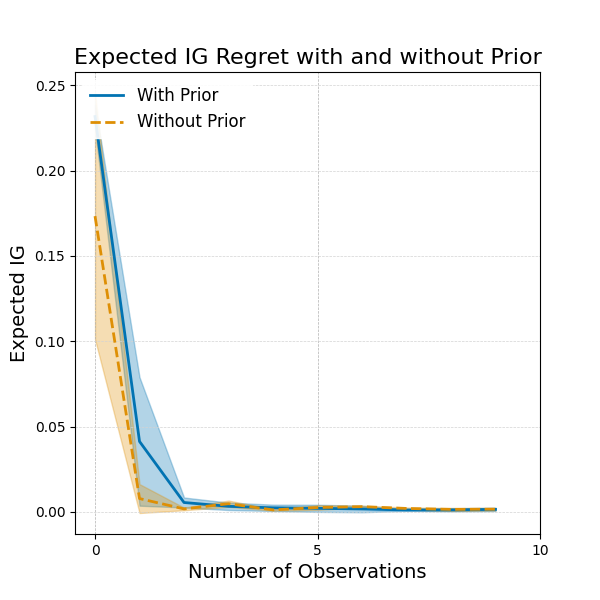 Expected IG Regret with and without Prior
With Prior
Without Prior
0.25
0.20
0.15
0.10
0.05
0.00
Expected IG
0
5
10
Number of Observations